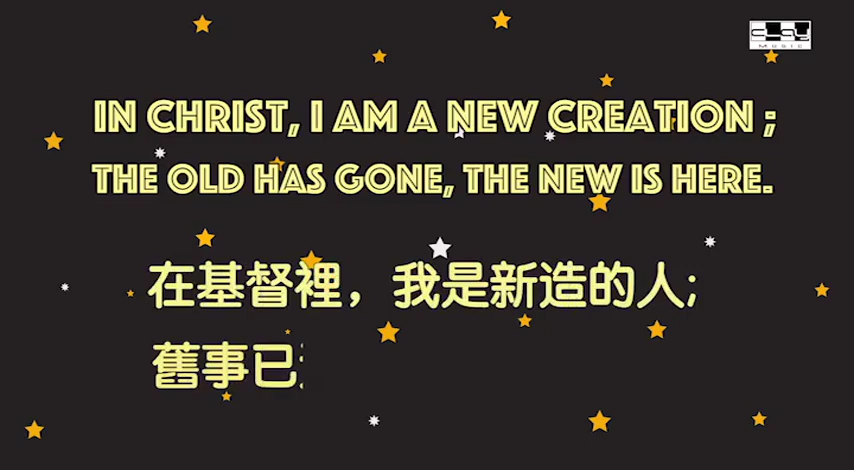 IN CHRIST, I AM A NEW CREATION ;
THE OLD HAS GONE, THE NEW IS HERE.
在基督裡，我是新造的人;
舊事已
MUSIC